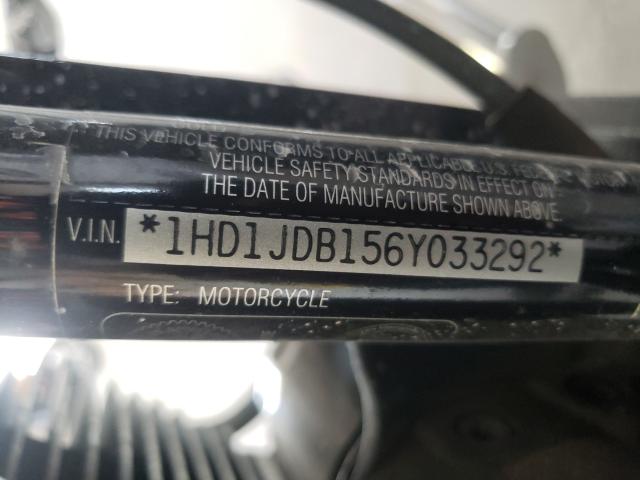 THIS VEHICLE CONFORMS TO ALL APPLICABLE U.S. FEDERAL
VEHICLE SAFETY STANDARDS IN EFFECT ON
THE DATE OF MANUFACTURE SHOWN ABOVE.
V.I.N. *1HD1JDB156Y033292*
TYPE: MOTORCYCLE